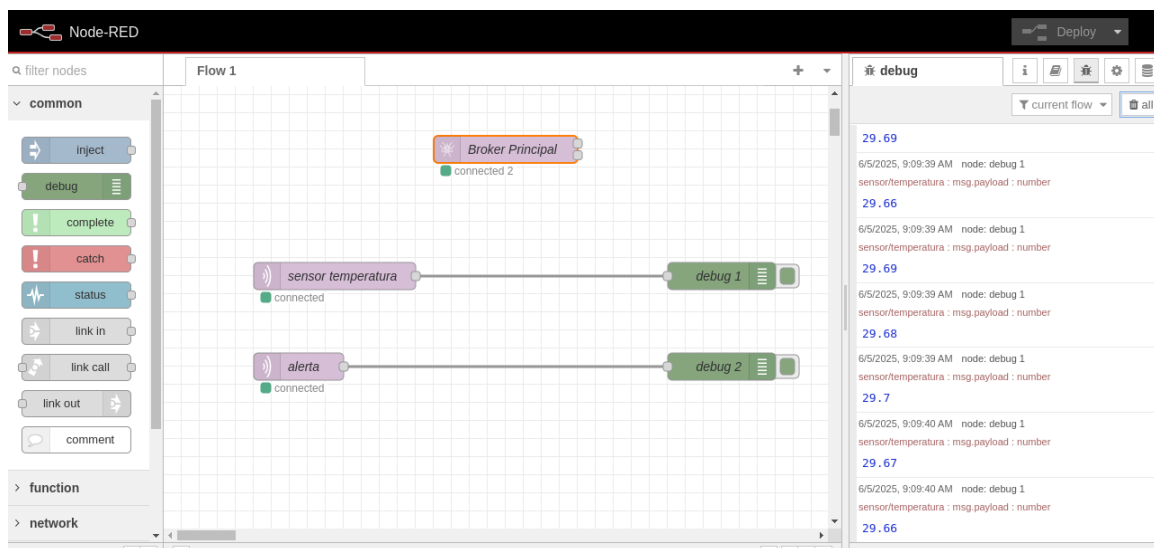 Node-RED
Deploy
filter nodes
common
inject
debug
complete
catch
status
link in
link call
link out
comment
function
network
Flow 1
Broker Principal
connected 2
sensor temperatura
connected
debug 1
alerta
connected
debug 2
debug
i
current flow
all
29.69
6/5/2025, 9:09:39 AM node: debug 1
sensor/temperatura : msg.payload : number
29.66
6/5/2025, 9:09:39 AM node: debug 1
sensor/temperatura : msg.payload : number
29.69
6/5/2025, 9:09:39 AM node: debug 1
sensor/temperatura : msg.payload : number
29.68
6/5/2025, 9:09:39 AM node: debug 1
sensor/temperatura : msg.payload : number
29.7
6/5/2025, 9:09:40 AM node: debug 1
sensor/temperatura : msg.payload : number
29.67
6/5/2025, 9:09:40 AM node: debug 1
sensor/temperatura : msg.payload : number
29.66